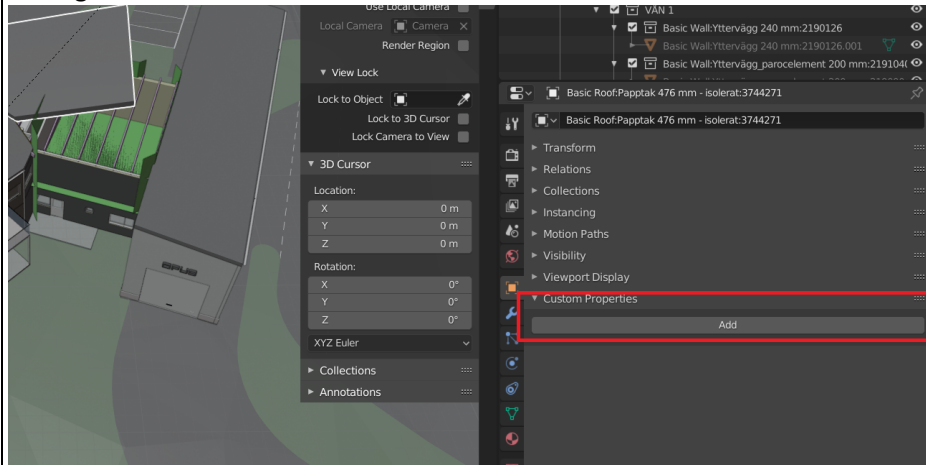 Use Local Camera
Local Camera Camera
Render Region
View Lock
Lock to Object
Lock to 3D Cursor
Lock Camera to View
3D Cursor
Location:
X 0 m
Y 0 m
Z 0 m
Rotation:
X 0°
Y 0°
Z 0°
XYZ Euler
Collections
Annotations
VÅN 1
Basic Wall:Yttervägg 240 mm:2190126
Basic Wall:Yttervägg 240 mm:2190126.001
Basic Wall:Yttervägg_parocelement 200 mm:219104(
Basic Roof:Papptak 476 mm - isolerat:3744271
Basic Roof:Papptak 476 mm - isolerat:3744271
Transform
Relations
Collections
Instancing
Motion Paths
Visibility
Viewport Display
Custom Properties
Add